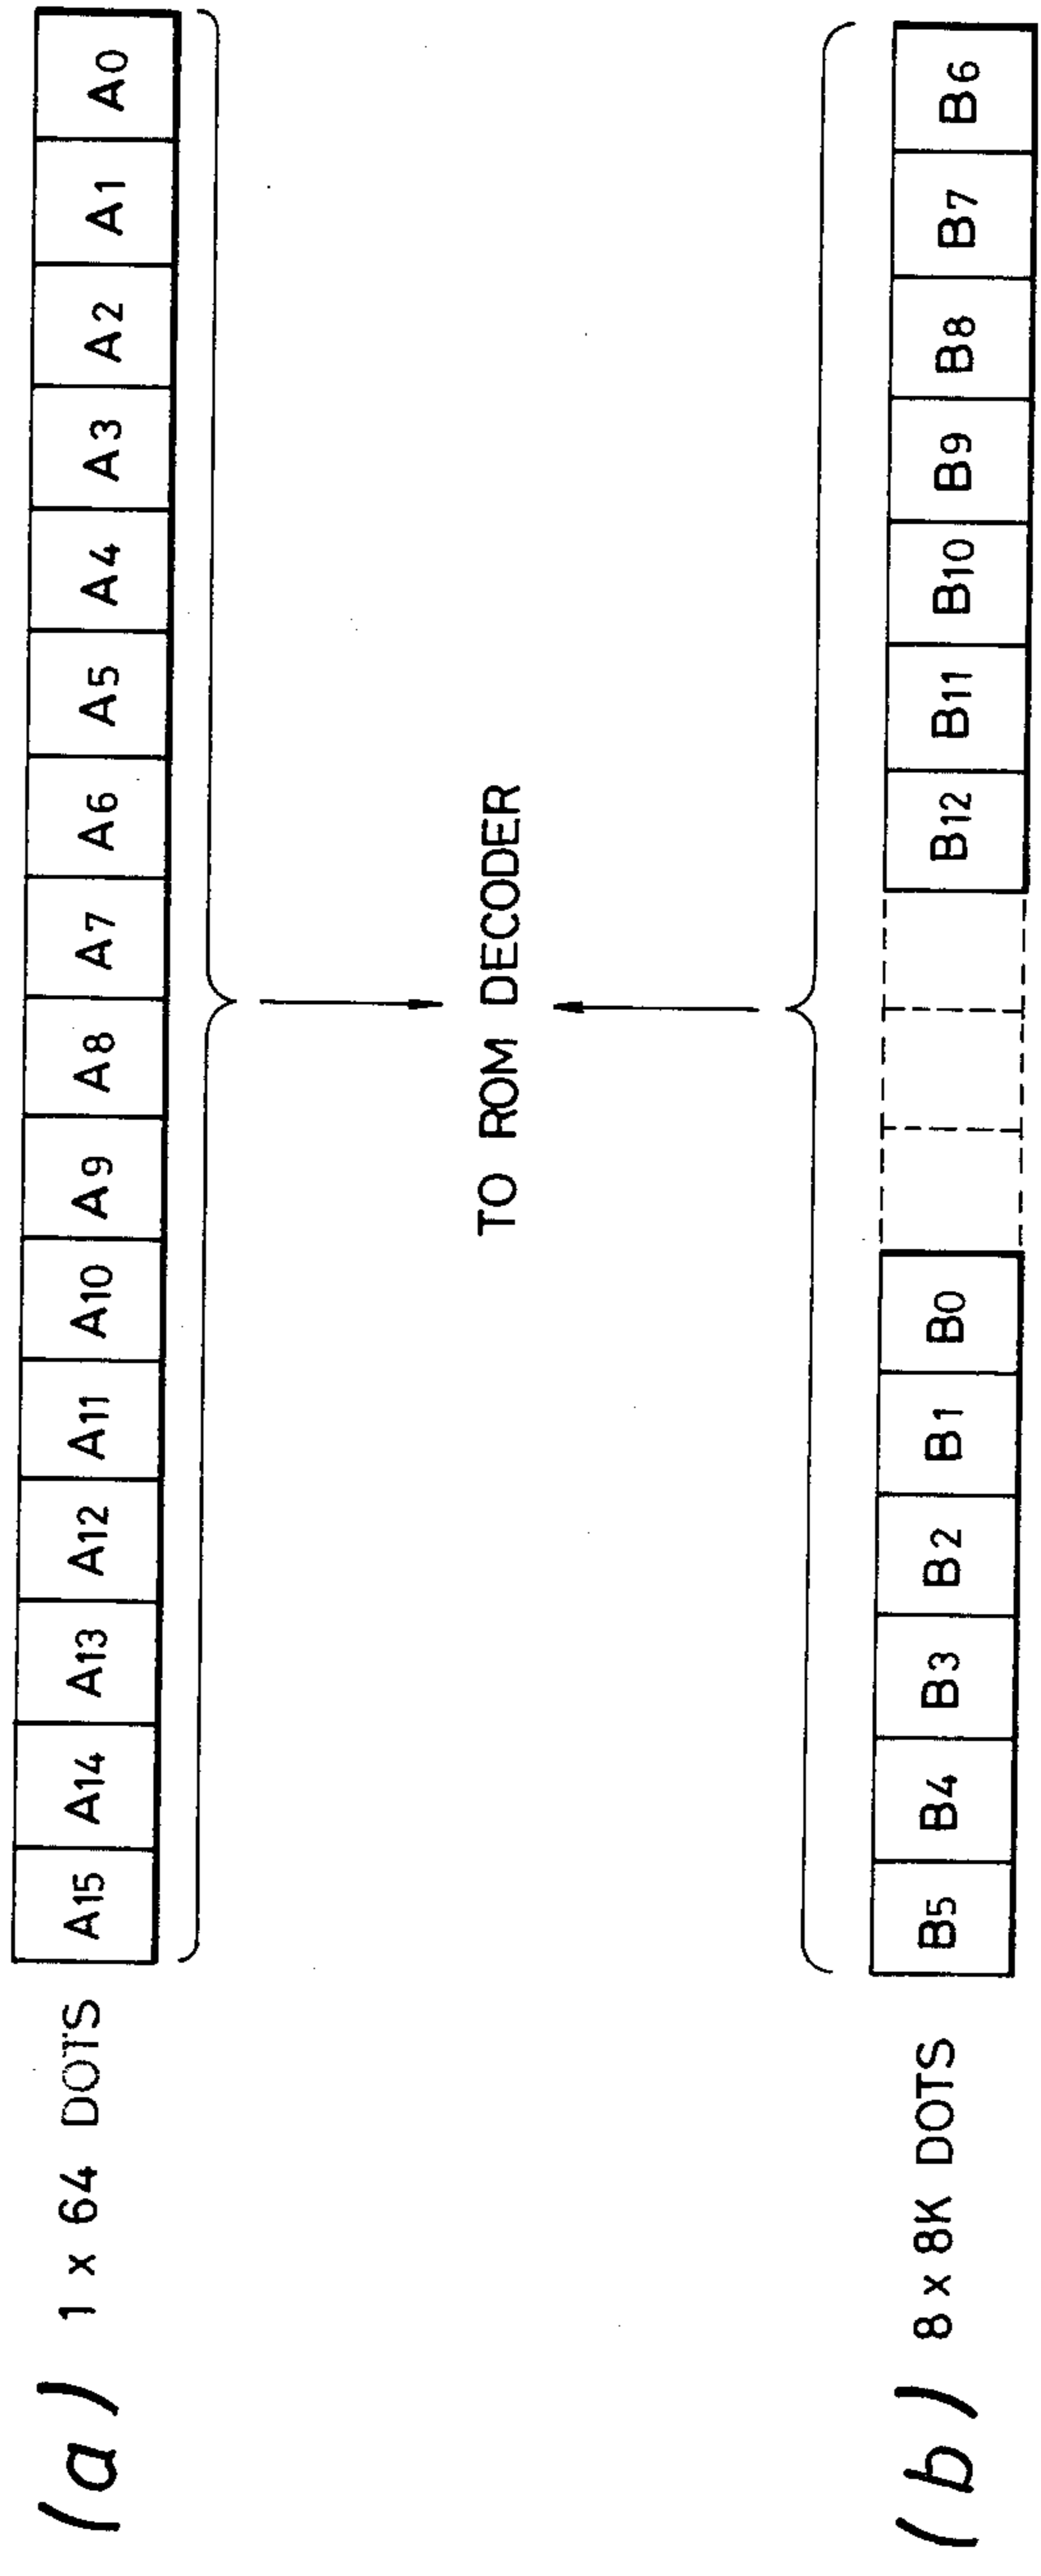 (a) 1 x 64 DOTS A15 A14 A13 A12 A11 A10 A9 A8 A7 A6 A5 A4 A3 A2 A1 A0
TO ROM DECODER
(b) 8 x 8K DOTS B5 B4 B3 B2 B1 B0 B12 B11 B10 B9 B8 B7 B6